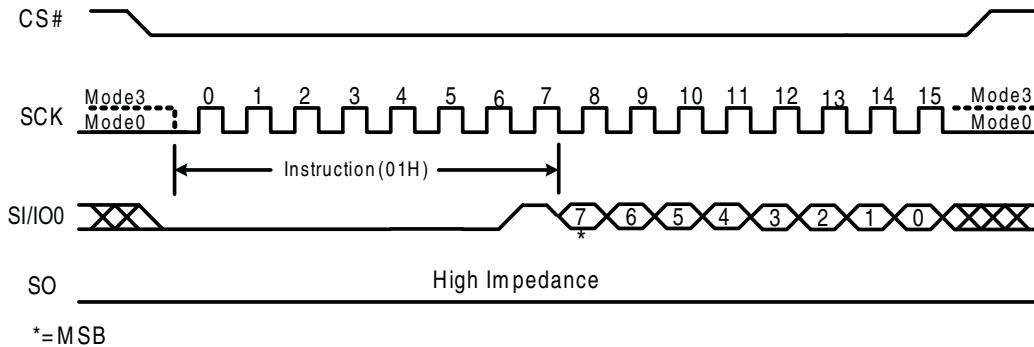 CS#
Mode3 0 1 2 3 4 5 6 7 8 9 10 11 12 13 14 15 Mode3
SCK Mode0 Mode0
Instruction(01H)
SI/IO0 7 6 5 4 3 2 1 0
*
SO High Impedance
*=MSB